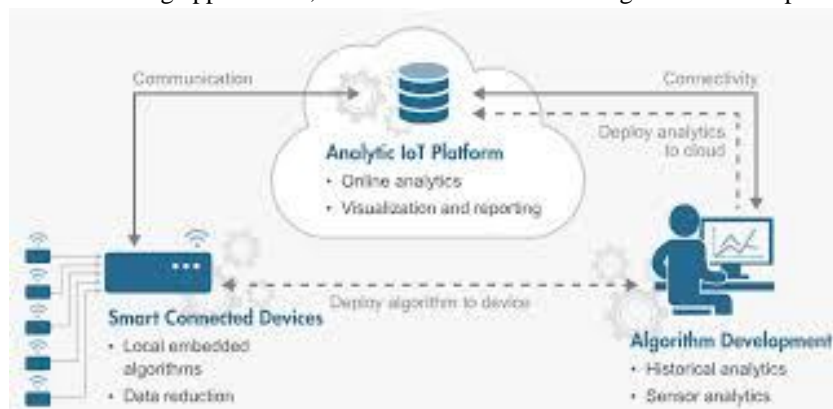 Communication
Connectivity
Deploy analytics
to cloud
Analytic IoT Platform
• Online analytics
• Visualization and reporting
Deploy algorithm to device
Smart Connected Devices
• Local embedded
algorithms
• Data reduction
Algorithm Development
• Historical analytics
• Sensor analytics